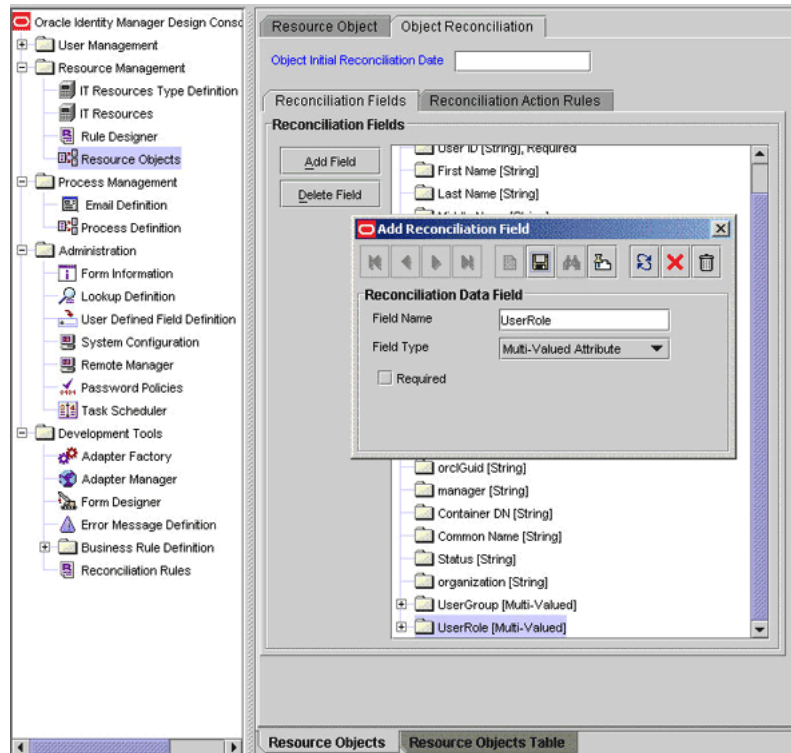 Oracle Identity Manager Design Conso
User Management
Resource Management
IT Resources Type Definition
IT Resources
Rule Designer
Resource Objects
Process Management
Email Definition
Process Definition
Administration
Form Information
Lookup Definition
User Defined Field Definition
System Configuration
Remote Manager
Password Policies
Task Scheduler
Development Tools
Adapter Factory
Adapter Manager
Form Designer
Error Message Definition
Business Rule Definition
Reconciliation Rules
Resource Object
Object Reconciliation
Object Initial Reconciliation Date
Reconciliation Fields
Reconciliation Action Rules
Reconciliation Fields
Add Field
Delete Field
User ID [String], Required
First Name [String]
Last Name [String]
Add Reconciliation Field
Reconciliation Data Field
Field Name UserRole
Field Type Multi-Valued Attribute
Required
orclGuid [String]
manager [String]
Container DN [String]
Common Name [String]
Status [String]
organization [String]
UserGroup [Multi-Valued]
UserRole [Multi-Valued]
Resource Objects
Resource Objects Table